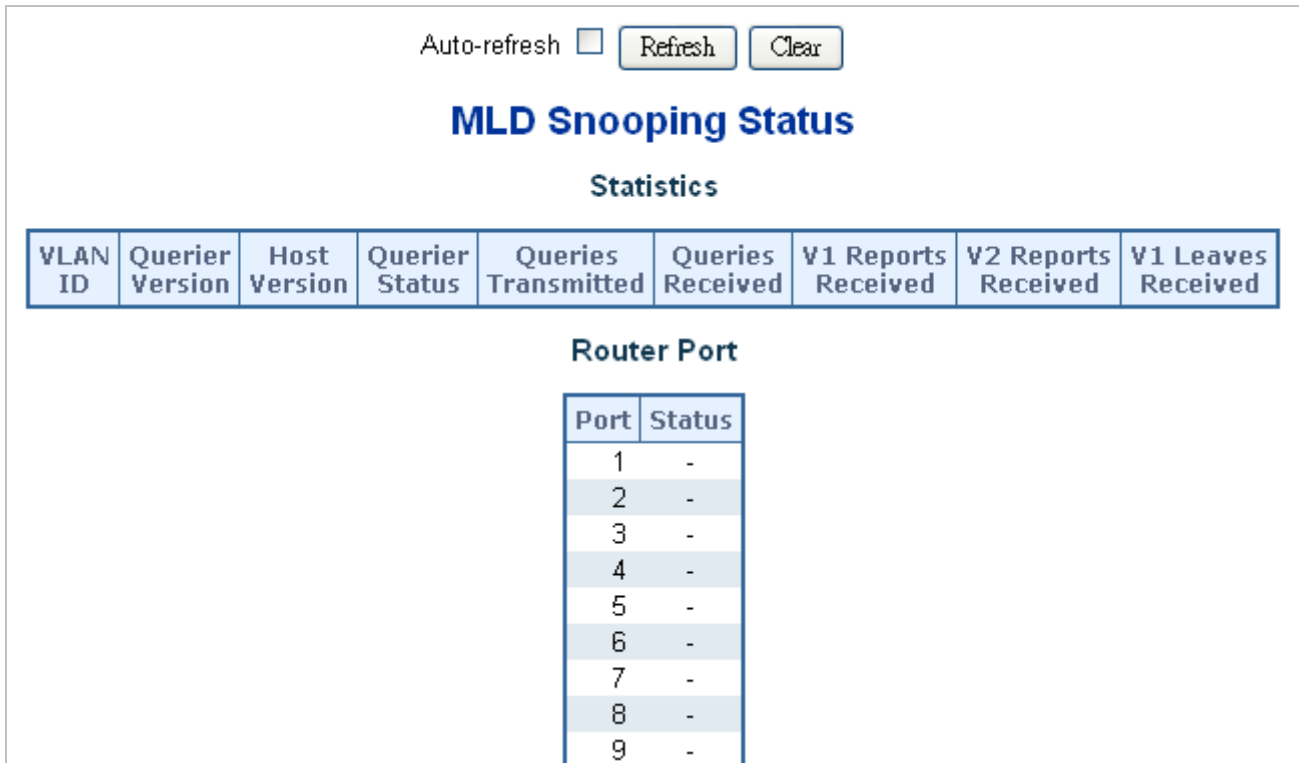 Auto-refresh Refresh Clear
MLD Snooping Status
Statistics
VLAN ID Querier Version Host Version Querier Status Queries Transmitted Queries Received V1 Reports Received V2 Reports Received V1 Leaves Received
Router Port
Port Status
1 -
2 -
3 -
4 -
5 -
6 -
7 -
8 -
9 -